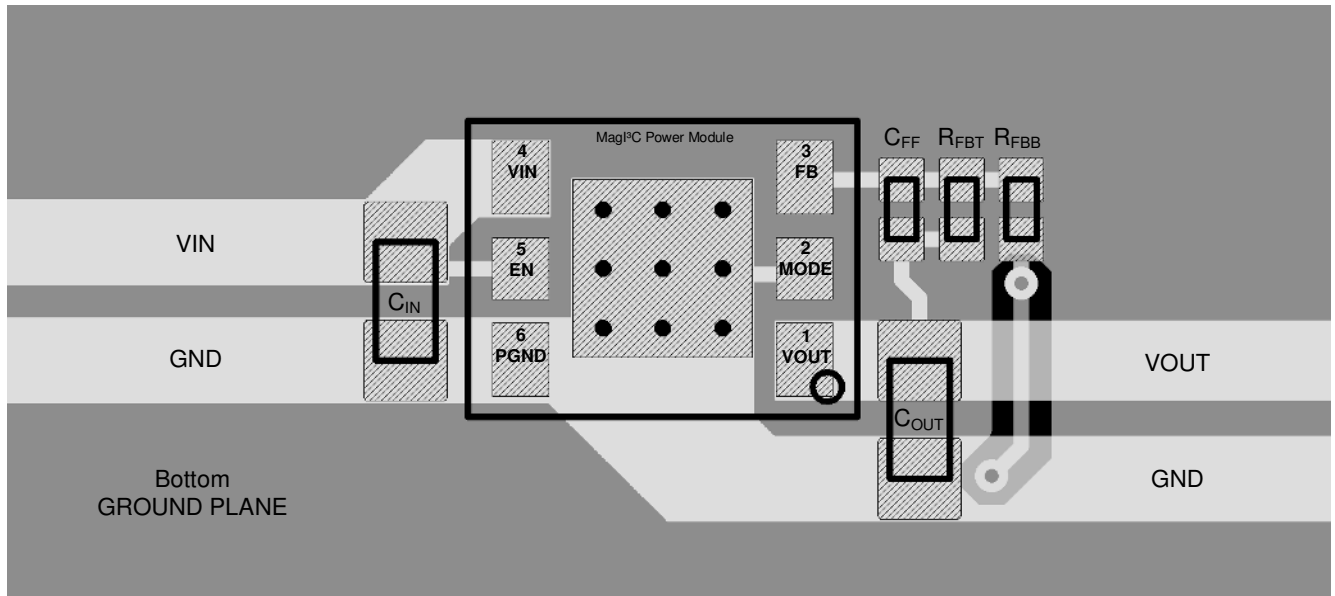 MagI³C Power Module
C_FF R_FBT R_FBB
4
VIN
3
FB
VIN
5
EN
2
MODE
C_IN
GND
6
PGND
1
VOUT
VOUT
C_OUT
Bottom
GROUND PLANE
GND